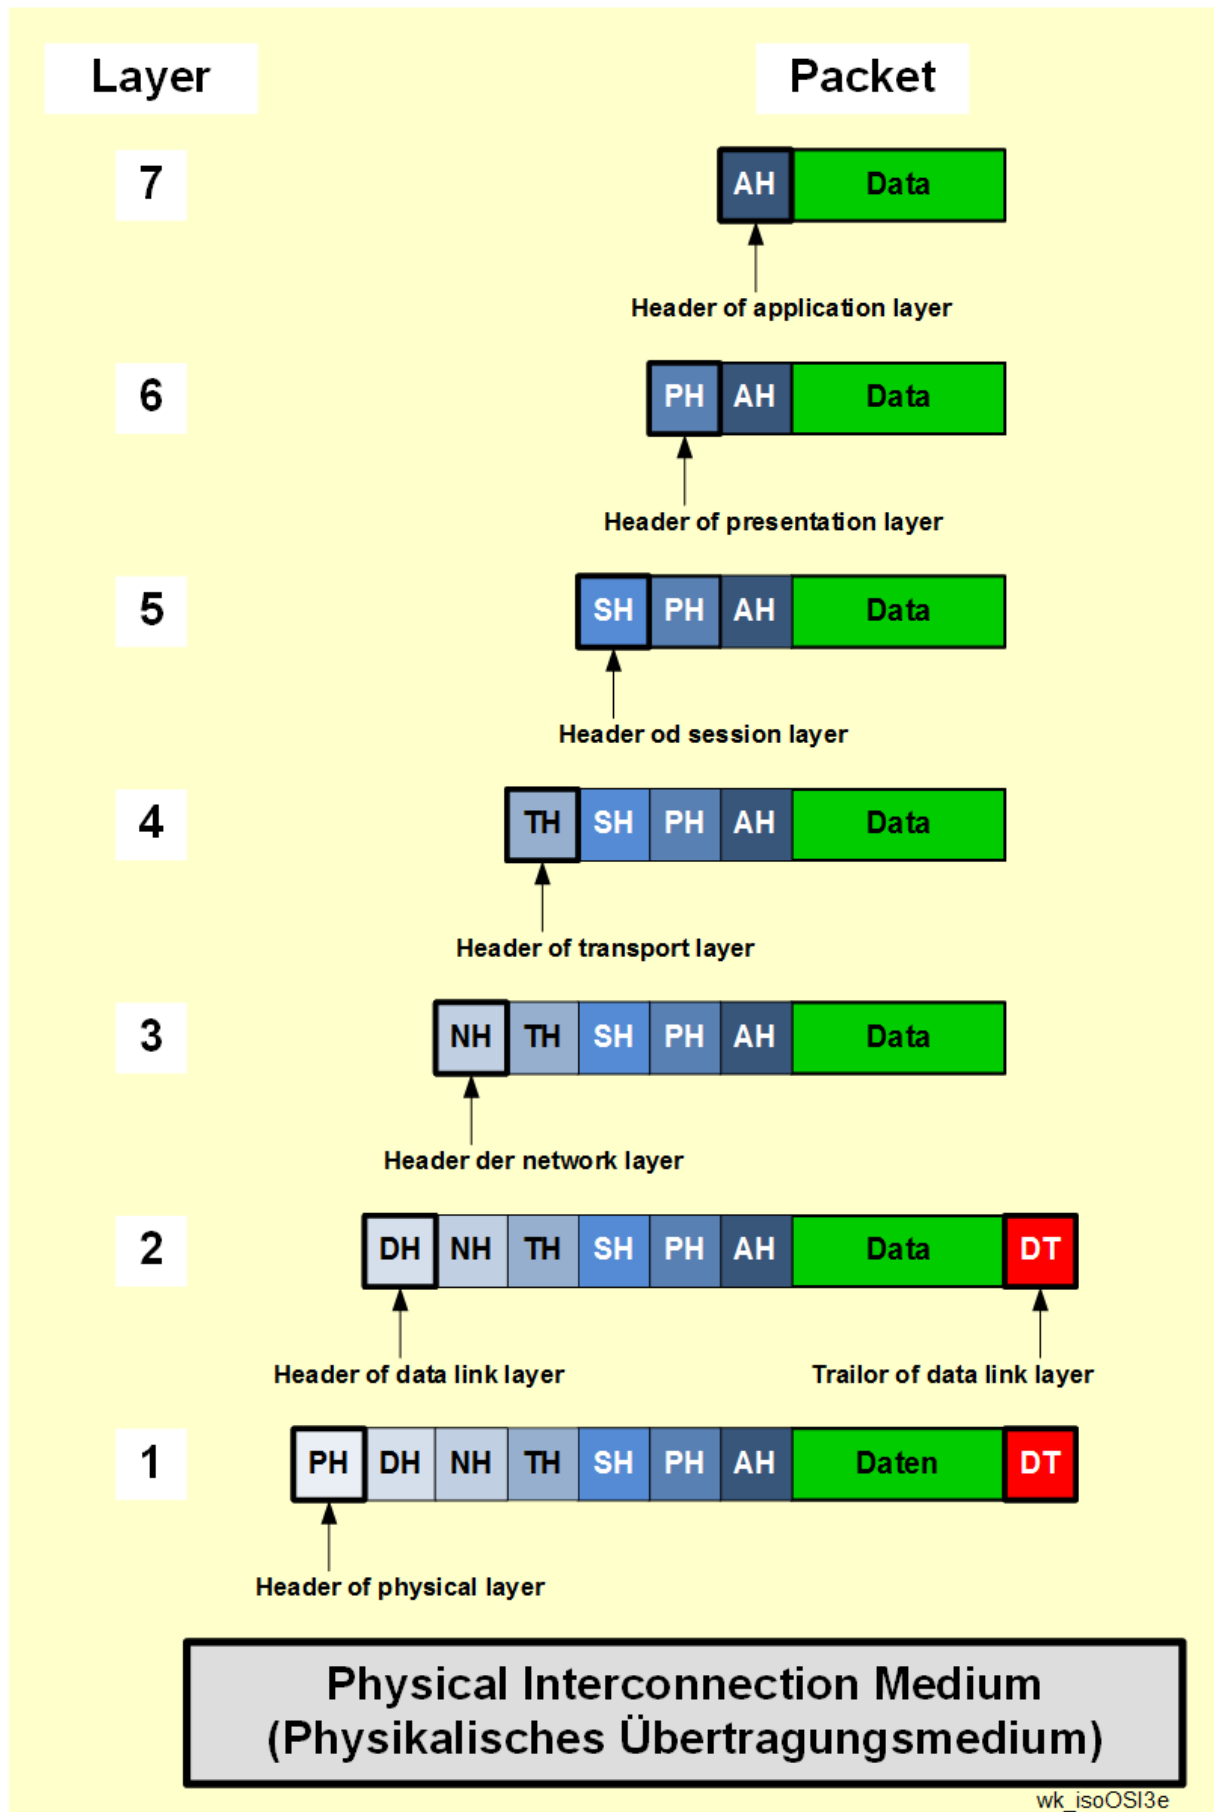 Layer Packet
7 AH Data
Header of application layer
6 PH AH Data
Header of presentation layer
5 SH PH AH Data
Header od session layer
4 TH SH PH AH Data
Header of transport layer
3 NH TH SH PH AH Data
Header der network layer
2 DH NH TH SH PH AH Data DT
Header of data link layer Trailor of data link layer
1 PH DH NH TH SH PH AH Daten DT
Header of physical layer
Physical Interconnection Medium
(Physikalisches Übertragungsmedium)
wk_isoOSI3e